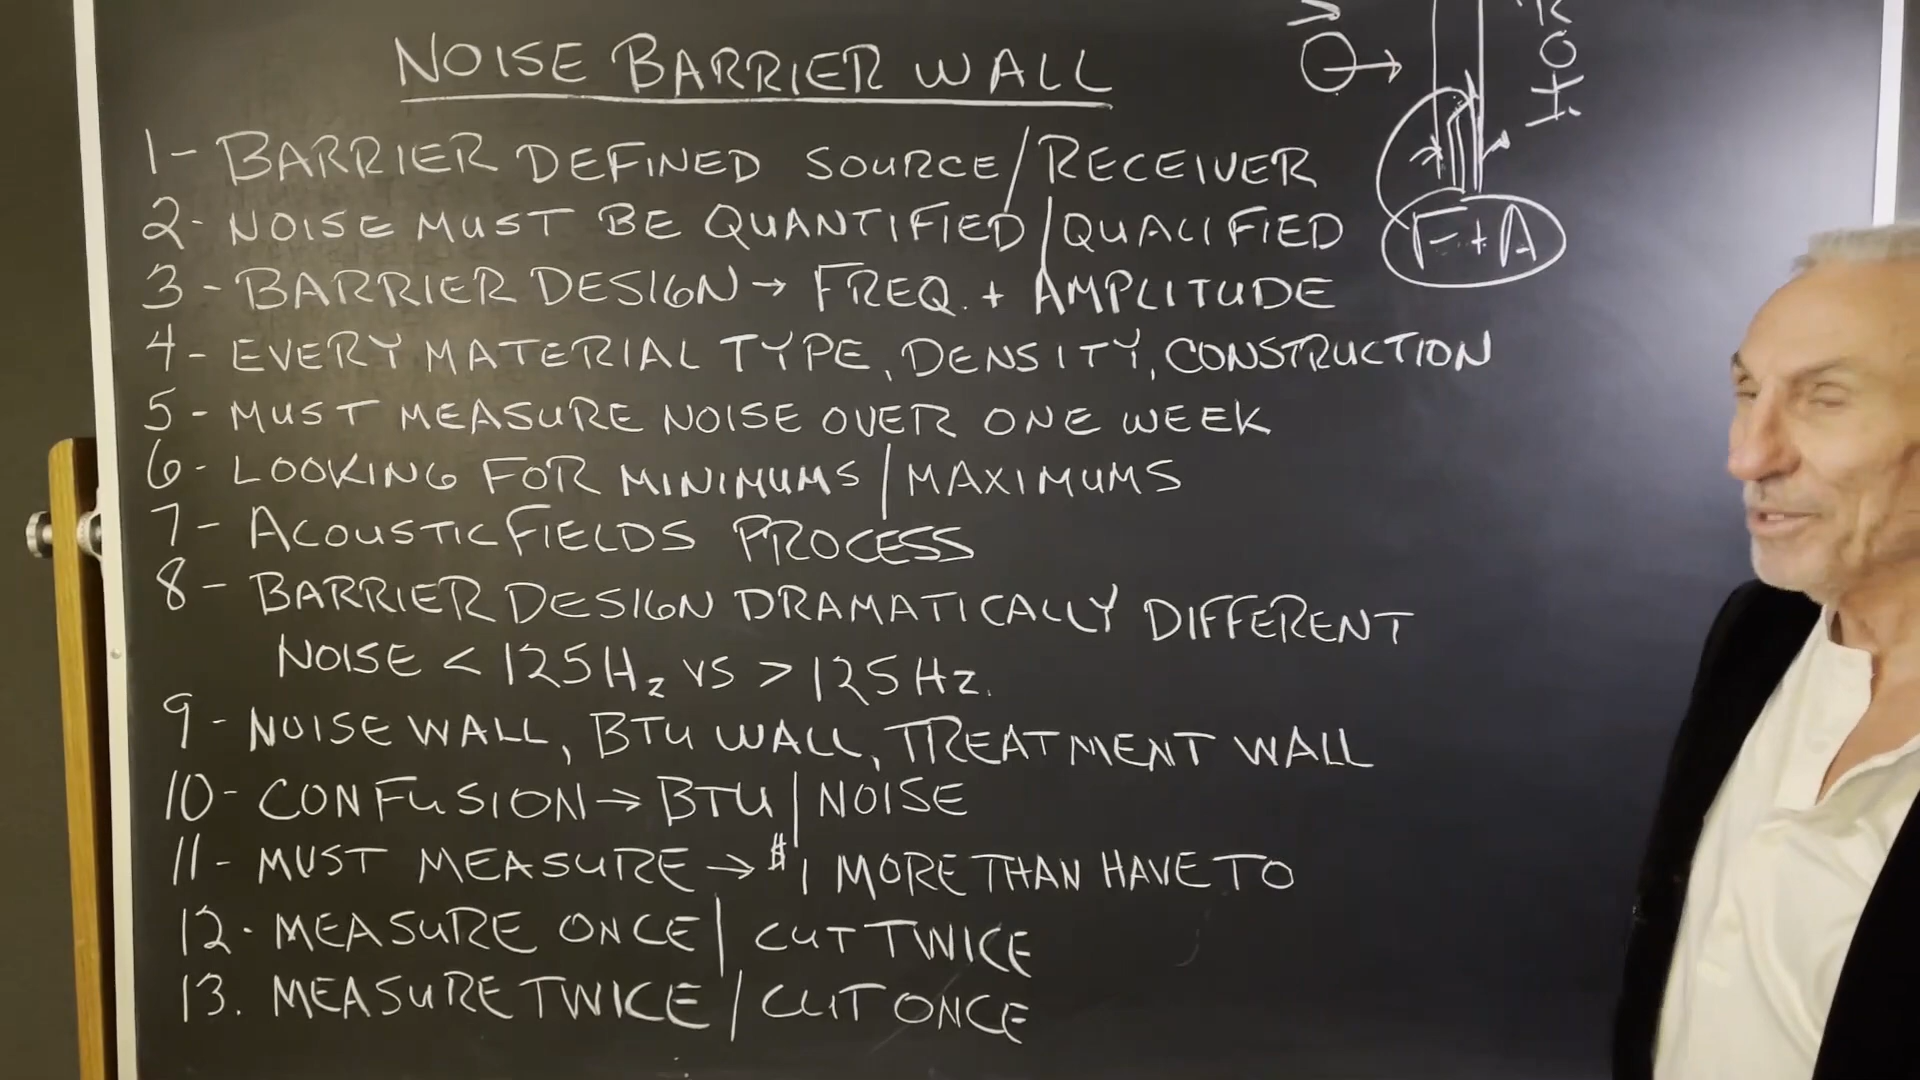 NOISE BARRIER WALL
1- BARRIER DEFINED SOURCE/RECEIVER
2- NOISE MUST BE QUANTIFIED/QUALIFIED
3- BARRIER DESIGN → FREQ. + AMPLITUDE
4- EVERY MATERIAL TYPE, DENSITY, CONSTRUCTION
5- MUST MEASURE NOISE OVER ONE WEEK
6- LOOKING FOR MINIMUMS/MAXIMUMS
7- ACOUSTIC FIELDS PROCESS
8- BARRIER DESIGN DRAMATICALLY DIFFERENT
NOISE < 125Hz VS > 125Hz.
9- NOISE WALL, BTU WALL, TREATMENT WALL
10- CONFUSION → BTU/NOISE
11- MUST MEASURE → $1 MORE THAN HAVE TO
12. MEASURE ONCE/CUT TWICE
13. MEASURE TWICE/CUT ONCE
F+A